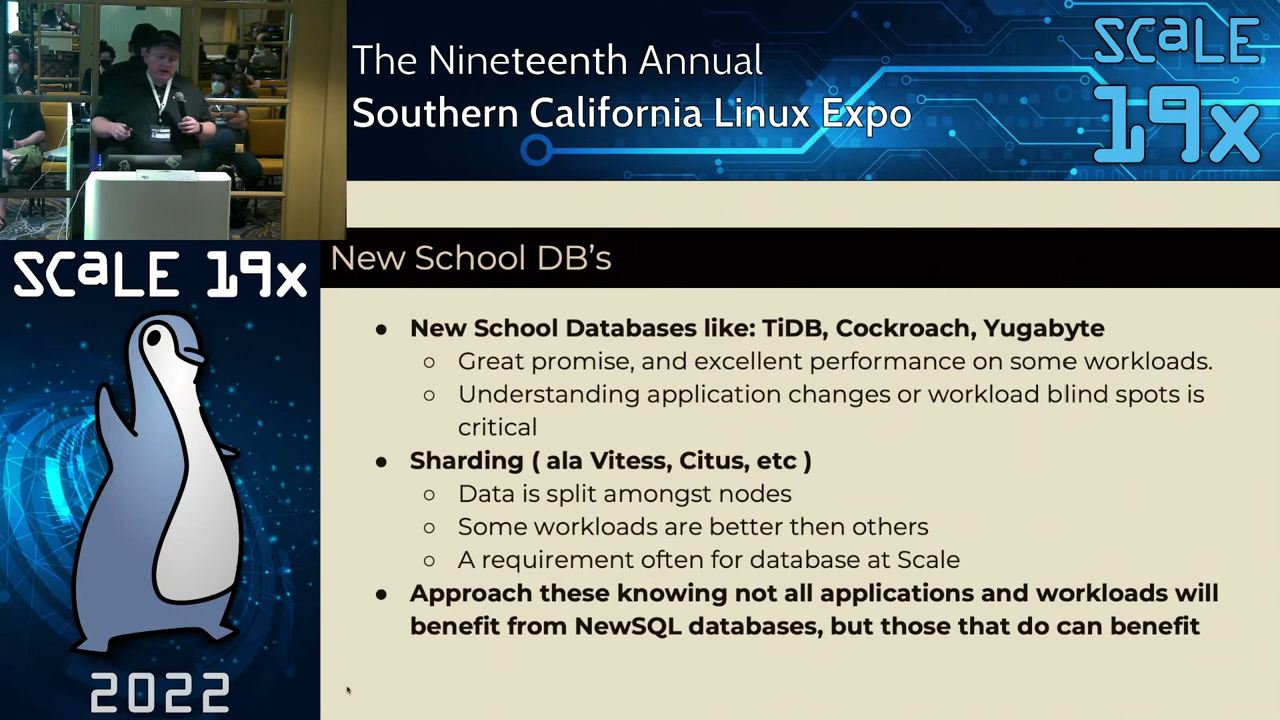 The Nineteenth Annual
Southern California Linux Expo
SCaLE
19x
SCaLE 19x
2022
New School DB's
● New School Databases like: TiDB, Cockroach, Yugabyte
○ Great promise, and excellent performance on some workloads.
○ Understanding application changes or workload blind spots is
critical
● Sharding ( ala Vitess, Citus, etc )
○ Data is split amongst nodes
○ Some workloads are better then others
○ A requirement often for database at Scale
● Approach these knowing not all applications and workloads will
benefit from NewSQL databases, but those that do can benefit